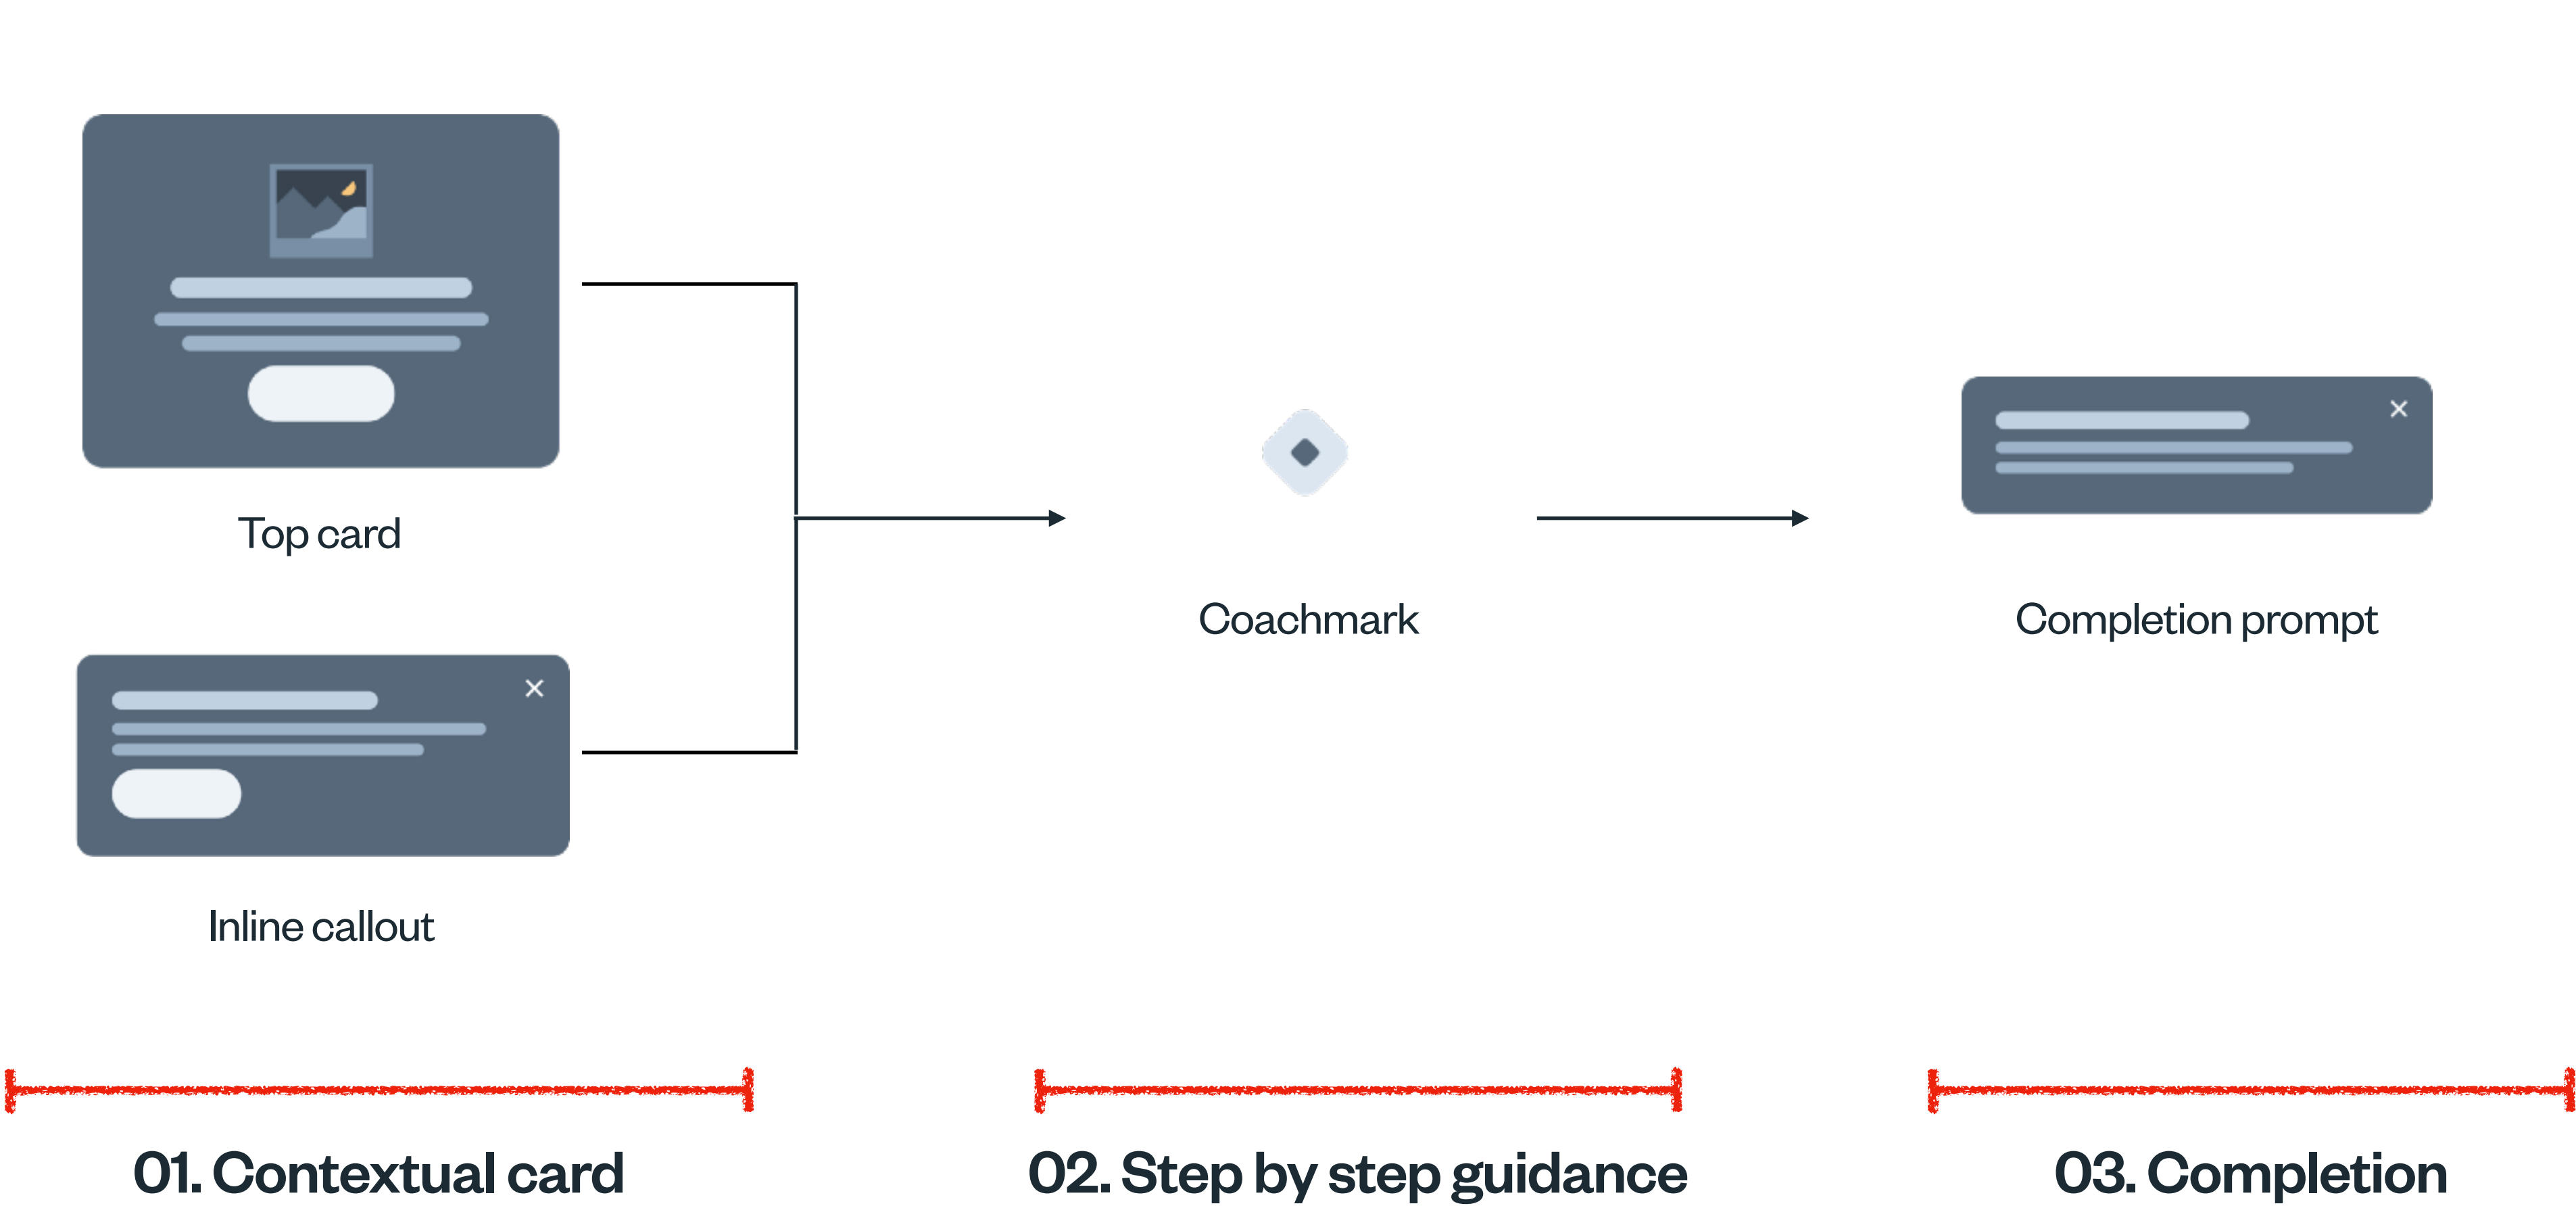 Top card
Coachmark
Completion prompt
Inline callout
01. Contextual card
02. Step by step guidance
03. Completion